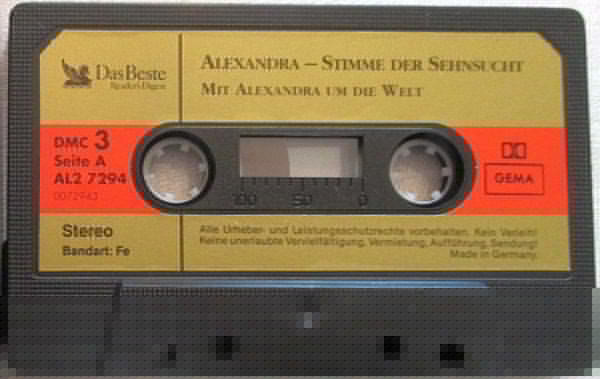 Das Beste
Reader's Digest
ALEXANDRA – STIMME DER SEHNSUCHT
MIT ALEXANDRA UM DIE WELT
DMC 3
Seite A
AL2 7294
0072943
100 50 0
GEMA
Stereo
Bandart: Fe
Alle Urheber- und Leistungsschutzrechte vorbehalten. Kein Verleih!
Keine unerlaubte Vervielfältigung, Vermietung, Aufführung, Sendung!
Made in Germany.